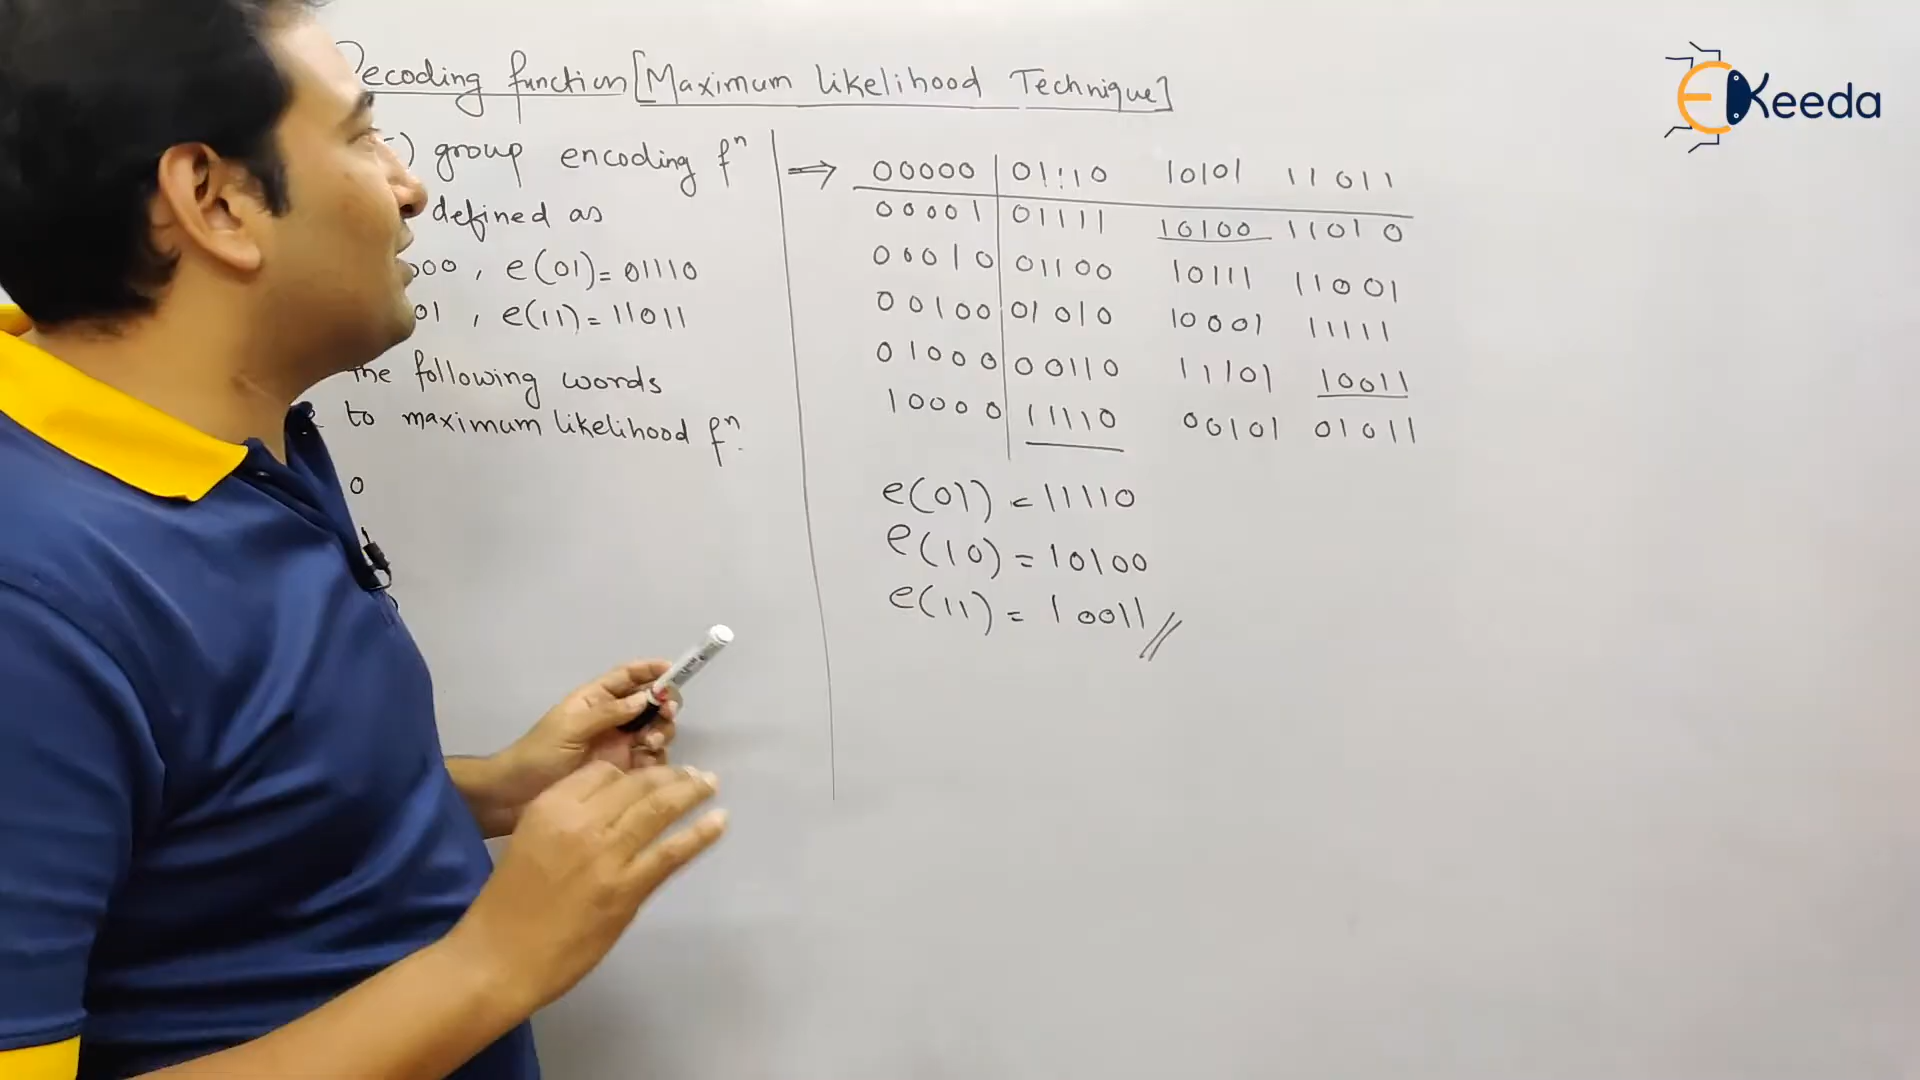 Decoding function [Maximum likelihood Technique]
) group encoding fⁿ
defined as
000 , e(01)= 01110
01 , e(11)= 11011
the following words
to maximum likelihood fⁿ.
0
⇒ 00000 01110 10101 11011
00001 01111 10100 11010
00010 01100 10111 11001
00100 01010 10001 11111
01000 00110 11101 10011
10000 11110 00101 01011
e(01) = 11110
e(10) = 10100
e(11) = 10011 //
EKeeda